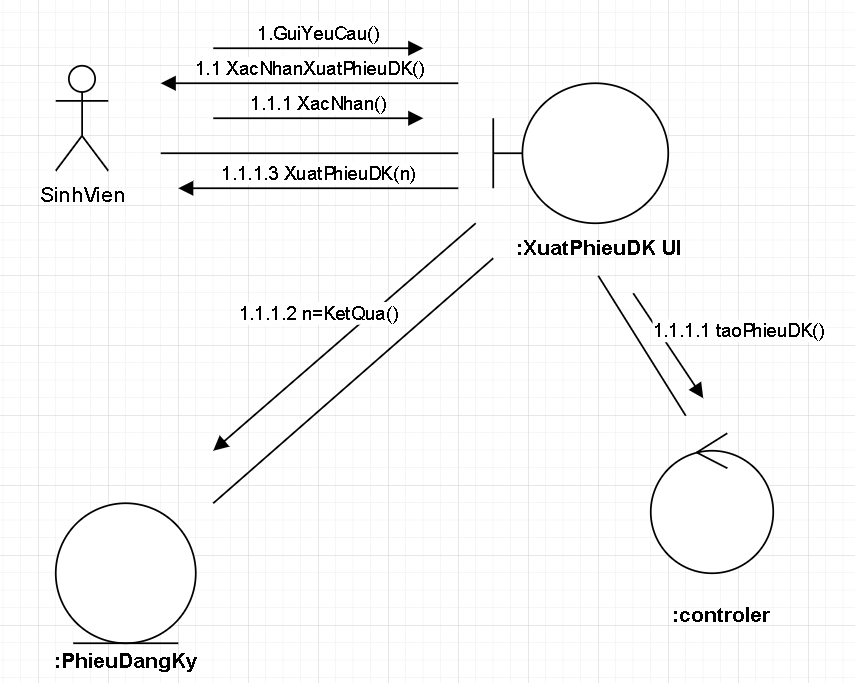 1.GuiYeuCau()
1.1 XacNhanXuatPhieuDK()
1.1.1 XacNhan()
1.1.1.3 XuatPhieuDK(n)
SinhVien
:XuatPhieuDK UI
1.1.1.2 n=KetQua()
1.1.1.1 taoPhieuDK()
:controler
:PhieuDangKy